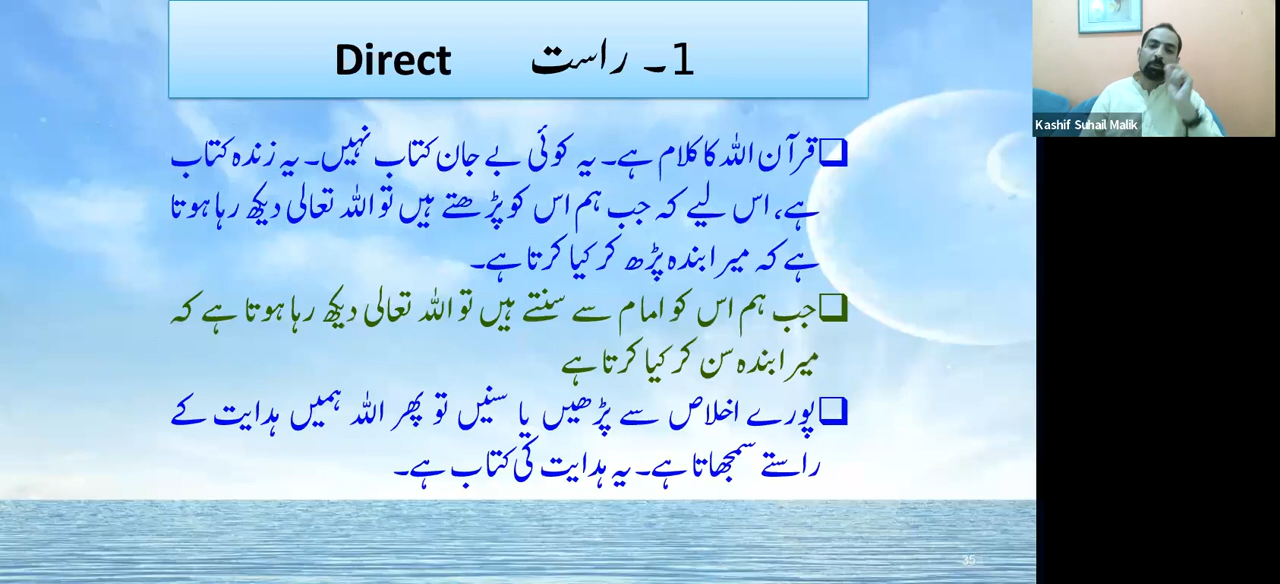 1۔ راست Direct
قرآن اللہ کا کلام ہے۔ یہ کوئی بے جان کتاب نہیں۔ یہ زندہ کتاب
ہے، اس لیے کہ جب ہم اس کو پڑھتے ہیں تو اللہ تعالی دیکھ رہا ہوتا
ہے کہ میرا بندہ پڑھ کر کیا کرتا ہے۔
جب ہم اس کو امام سے سنتے ہیں تو اللہ تعالی دیکھ رہا ہوتا ہے کہ
میرا بندہ سن کر کیا کرتا ہے
پورے اخلاص سے پڑھیں یا سنیں تو پھر اللہ ہمیں ہدایت کے
راستے سمجھاتا ہے۔ یہ ہدایت کی کتاب ہے۔
35
Kashif Suhail Malik